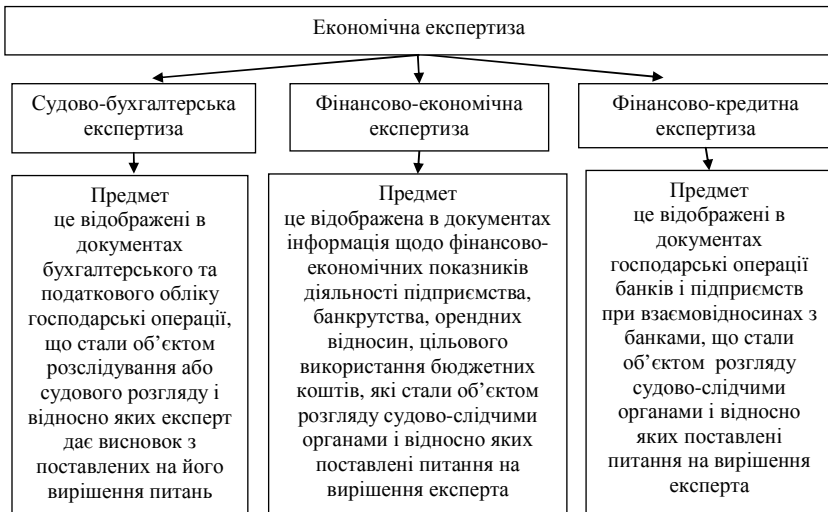 Економічна експертиза
Судово-бухгалтерська
експертиза
Фінансово-економічна
експертиза
Фінансово-кредитна
експертиза
Предмет
це відображені в
документах
бухгалтерського та
податкового обліку
господарські операції,
що стали об’єктом
розслідування або
судового розгляду і
відносно яких експерт
дає висновок з
поставлених на його
вирішення питань
Предмет
це відображена в документах
інформація щодо фінансово-
економічних показників
діяльності підприємства,
банкрутства, орендних
відносин, цільового
використання бюджетних
коштів, які стали об’єктом
розгляду судово-слідчими
органами і відносно яких
поставлені питання на
вирішення експерта
Предмет
це відображені в
документах
господарські операції
банків і підприємств
при взаємовідносинах з
банками, що стали
об’єктом розгляду
судово-слідчими
органами і відносно
яких поставлені
питання на вирішення
експерта